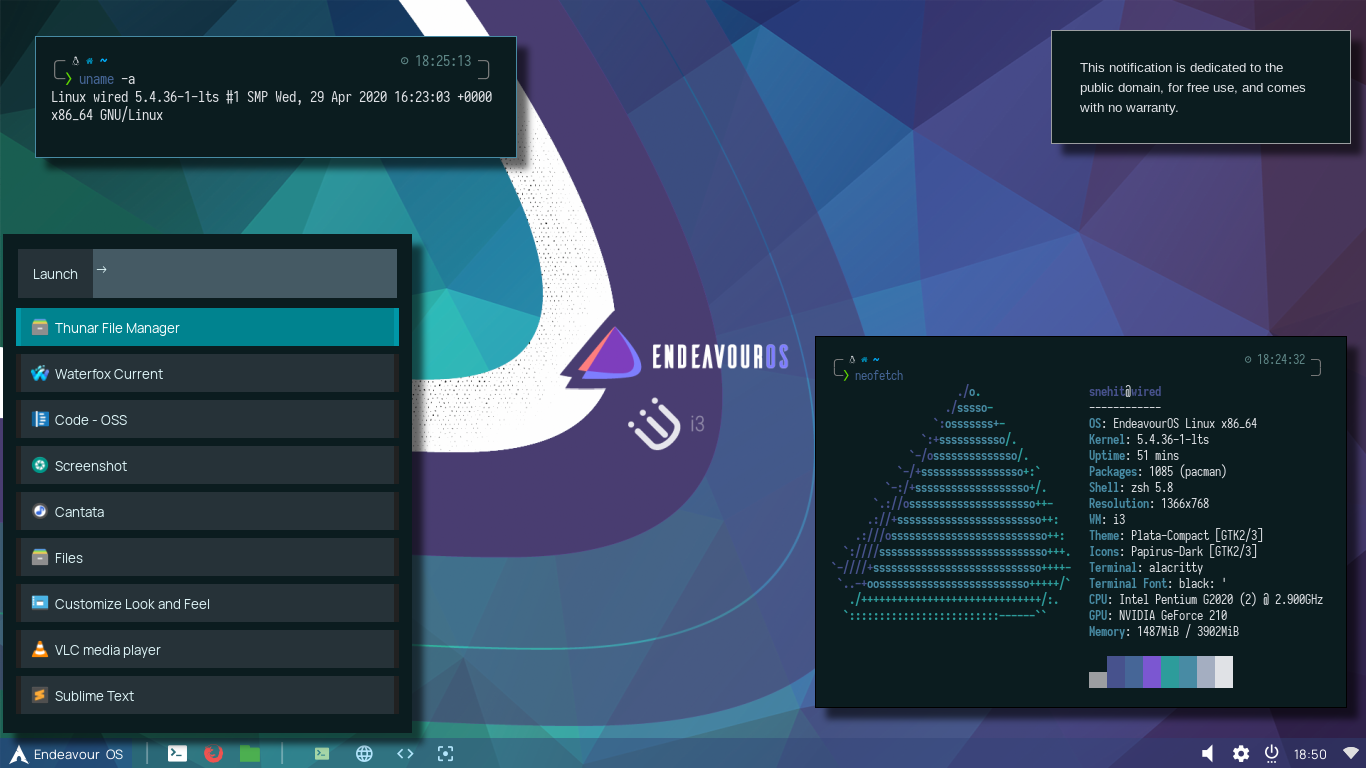 18:25:13
uname -a
Linux wired 5.4.36-1-lts #1 SMP Wed, 29 Apr 2020 16:23:03 +0000
x86_64 GNU/Linux
This notification is dedicated to the
public domain, for free use, and comes
with no warranty.
Launch
Thunar File Manager
Waterfox Current
Code - OSS
Screenshot
Cantata
Files
Customize Look and Feel
VLC media player
Sublime Text
ENDEAVOUROS
i3
~ 18:24:32
neofetch
snehit@wired
------------
OS: EndeavourOS Linux x86_64
Kernel: 5.4.36-1-lts
Uptime: 51 mins
Packages: 1085 (pacman)
Shell: zsh 5.8
Resolution: 1366x768
WM: i3
Theme: Plata-Compact [GTK2/3]
Icons: Papirus-Dark [GTK2/3]
Terminal: alacritty
Terminal Font: black: '
CPU: Intel Pentium G2020 (2) @ 2.900GHz
GPU: NVIDIA GeForce 210
Memory: 1487MiB / 3902MiB
Endeavour OS
18:50